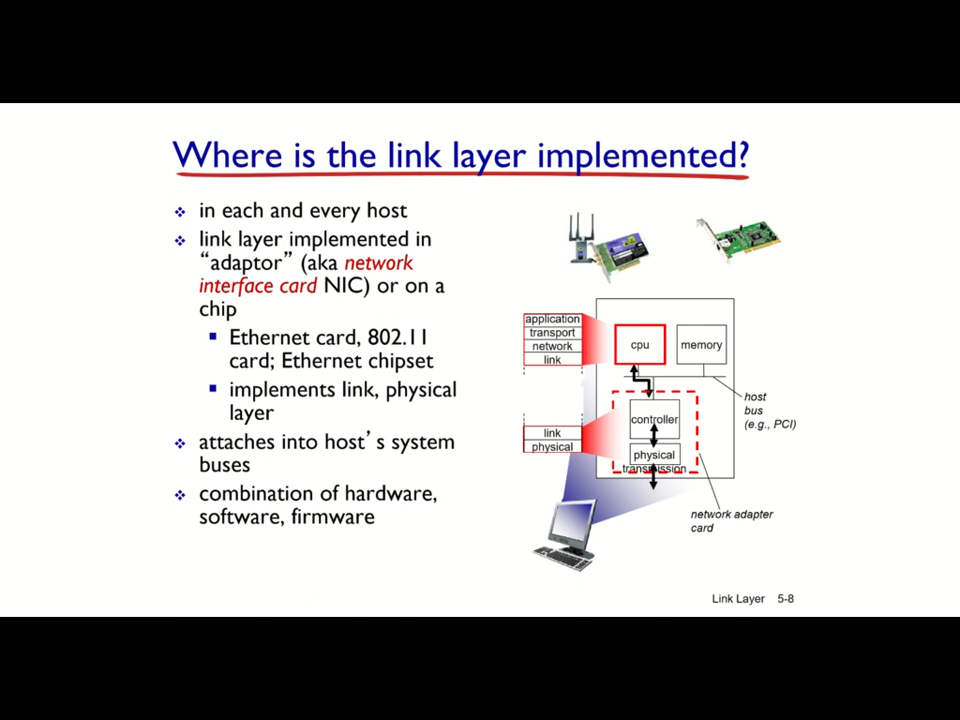 Where is the link layer implemented?
in each and every host
link layer implemented in
“adaptor” (aka network
interface card NIC) or on a
chip
Ethernet card, 802.11
card; Ethernet chipset
implements link, physical
layer
attaches into host’s system
buses
combination of hardware,
software, firmware
application
transport
network
link
cpu
memory
host
bus
(e.g., PCI)
controller
link
physical
physical
transmission
network adapter
card
Link Layer 5-8